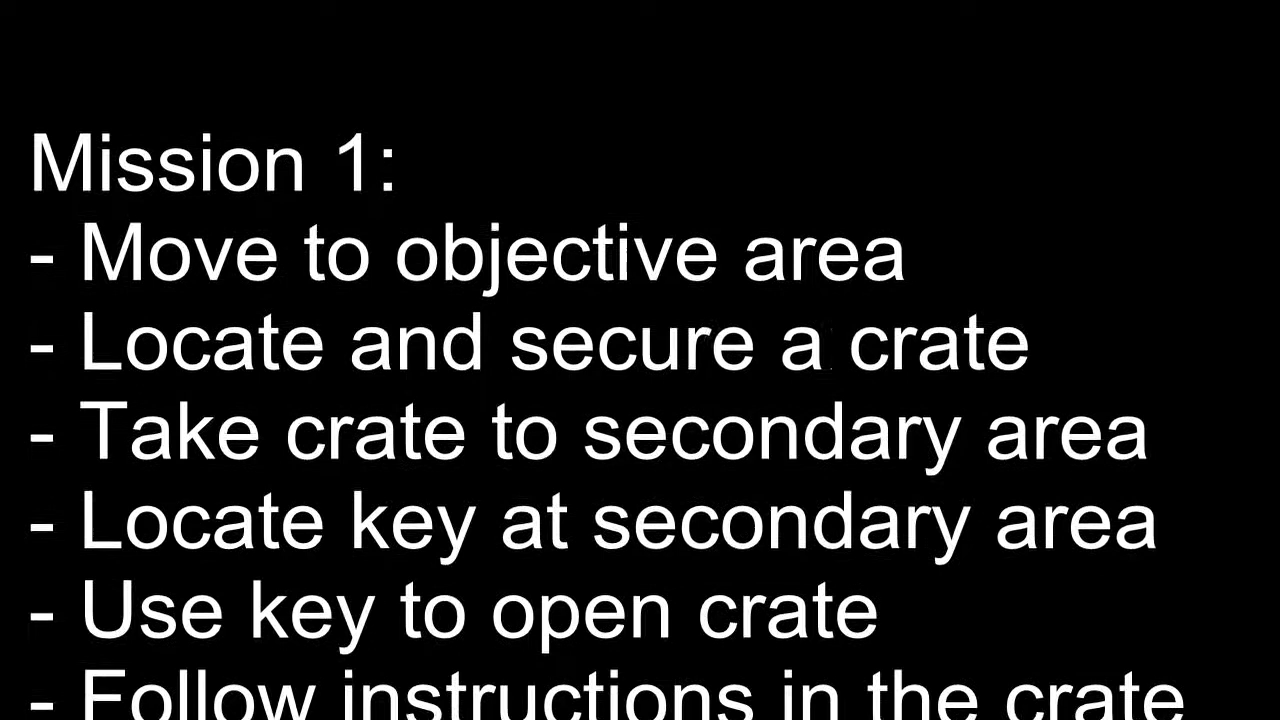 Mission 1:
- Move to objective area
- Locate and secure a crate
- Take crate to secondary area
- Locate key at secondary area
- Use key to open crate
- Follow instructions in the crate